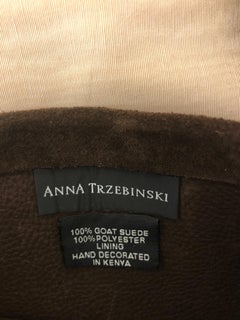 ANNA TRZEBINSKI
100% GOAT SUEDE
100%POLYESTER
LINING
HAND DECORATED
IN KENYA